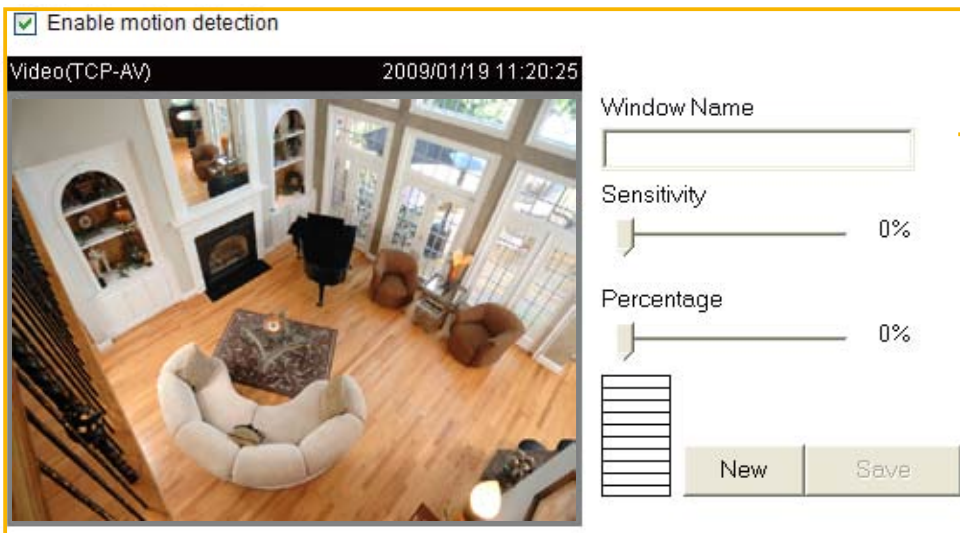 Enable motion detection
Video(TCP-AV) 2009/01/19 11:20:25
Window Name
Sensitivity
0%
Percentage
0%
New Save